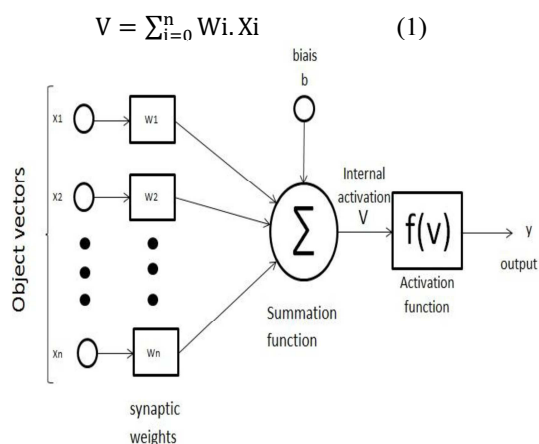 V = ∑ⁿᵢ₌₀ Wi. Xi (1)
biais
b
X1
W1
Internal
activation
V
X2
W2
∑
f(v)
y
output
Activation
function
Object vectors
Summation
function
Xn
Wn
synaptic
weights